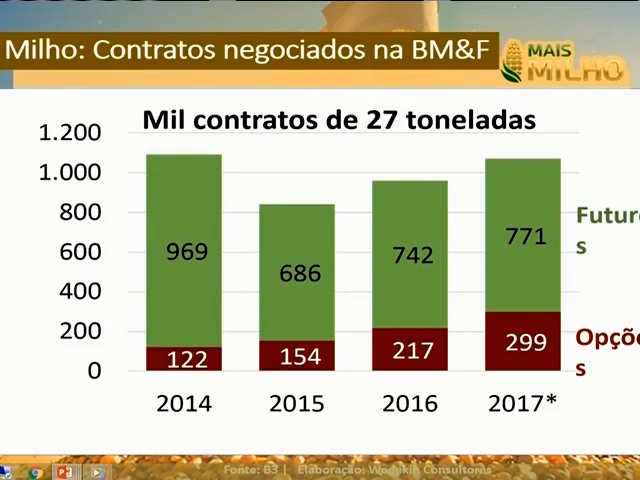 Milho: Contratos negociados na BM&F
MAIS
MILHO
Mil contratos de 27 toneladas
1.200
1.000
800
600
400
200
0
969
686
742
771
122
154
217
299
Future
s
Opçõe
s
2014
2015
2016
2017*
Fonte: B3 | Elaboração: Wedekin Consultores